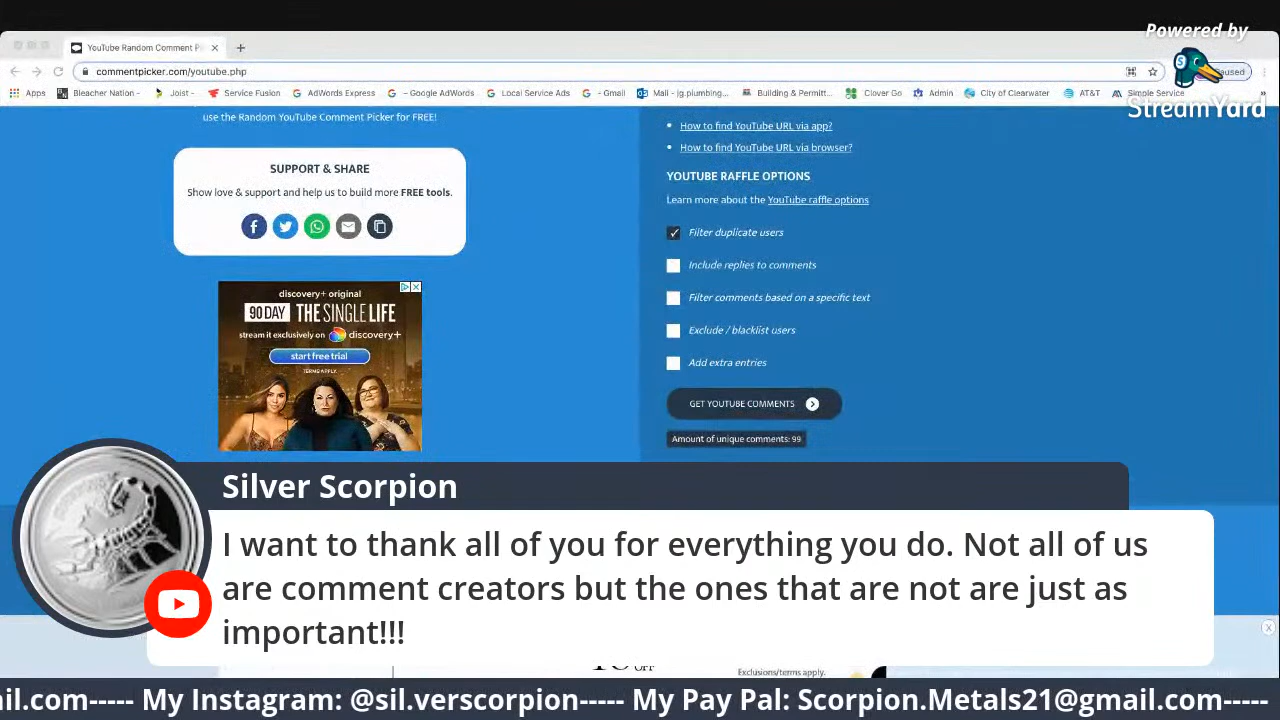 Powered by
StreamYard
YouTube Random Comment P
commentpicker.com/youtube.php
Apps Bleacher Nation - Joist - Service Fusion AdWords Express – Google AdWords Local Service Ads - Gmail Mail - jg.plumbing... Building & Permitt... Clover Go Admin City of Clearwater AT&T Simple Service
use the Random YouTube Comment Picker for FREE!
SUPPORT & SHARE
Show love & support and help us to build more FREE tools.
discovery+ original
90 DAY THE SINGLE LIFE
stream it exclusively on discovery+
start free trial
TERMS APPLY.
How to find YouTube URL via app?
How to find YouTube URL via browser?
YOUTUBE RAFFLE OPTIONS
Learn more about the YouTube raffle options
Filter duplicate users
Include replies to comments
Filter comments based on a specific text
Exclude / blacklist users
Add extra entries
GET YOUTUBE COMMENTS
Amount of unique comments: 99
Silver Scorpion
I want to thank all of you for everything you do. Not all of us
are comment creators but the ones that are not are just as
important!!!
OFF
Exclusions/terms apply.
ail.com----- My Instagram: @sil.verscorpion----- My Pay Pal: Scorpion.Metals21@gmail.com-----